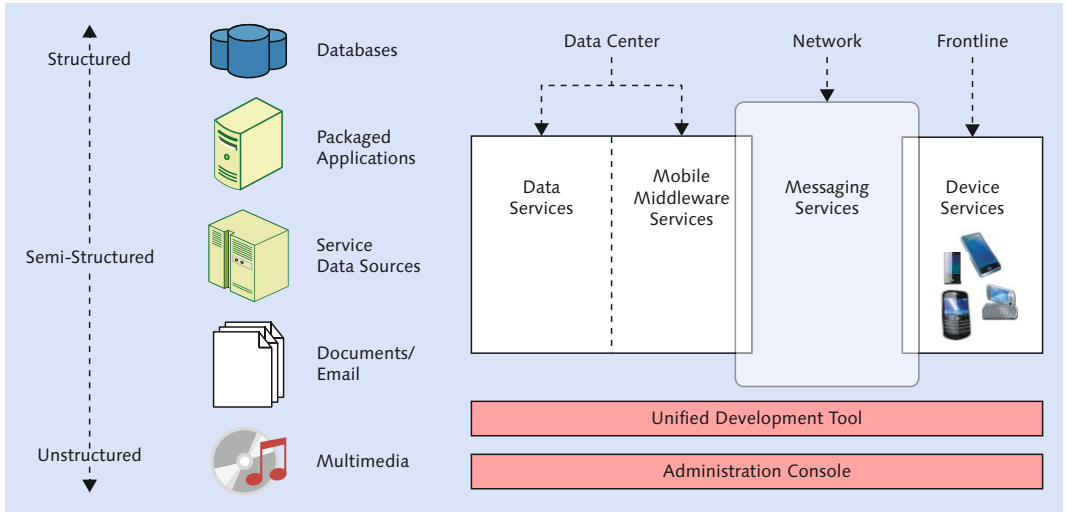 Structured
Semi-Structured
Unstructured
Databases
Packaged
Applications
Service
Data Sources
Documents/
Email
Multimedia
Data Center
Network
Frontline
Data
Services
Mobile
Middleware
Services
Messaging
Services
Device
Services
Unified Development Tool
Administration Console